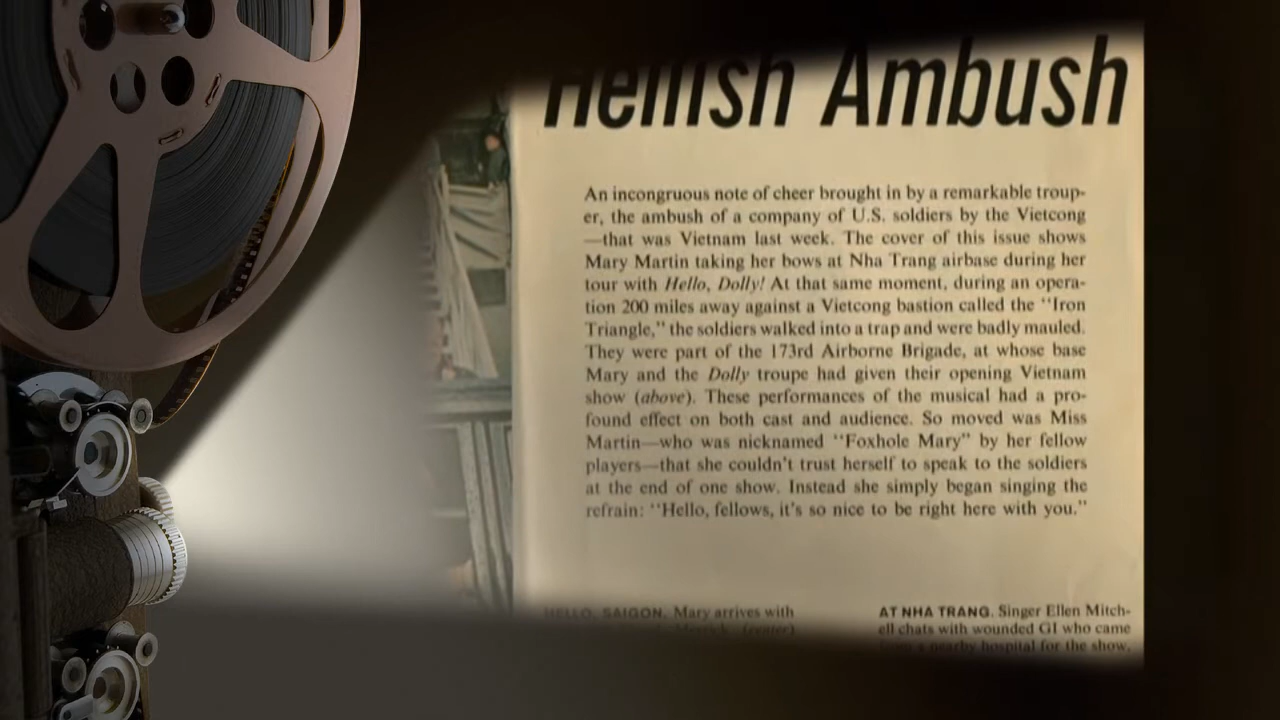 Hellish Ambush
An incongruous note of cheer brought in by a remarkable troup-
er, the ambush of a company of U.S. soldiers by the Vietcong
—that was Vietnam last week. The cover of this issue shows
Mary Martin taking her bows at Nha Trang airbase during her
tour with Hello, Dolly! At that same moment, during an opera-
tion 200 miles away against a Vietcong bastion called the “Iron
Triangle,” the soldiers walked into a trap and were badly mauled.
They were part of the 173rd Airborne Brigade, at whose base
Mary and the Dolly troupe had given their opening Vietnam
show (above). These performances of the musical had a pro-
found effect on both cast and audience. So moved was Miss
Martin—who was nicknamed “Foxhole Mary” by her fellow
players—that she couldn't trust herself to speak to the soldiers
at the end of one show. Instead she simply began singing the
refrain: “Hello, fellows, it's so nice to be right here with you.”
HELLO, SAIGON. Mary arrives with
Merrick (center)
AT NHA TRANG. Singer Ellen Mitch-
ell chats with wounded GI who came
from a nearby hospital for the show.